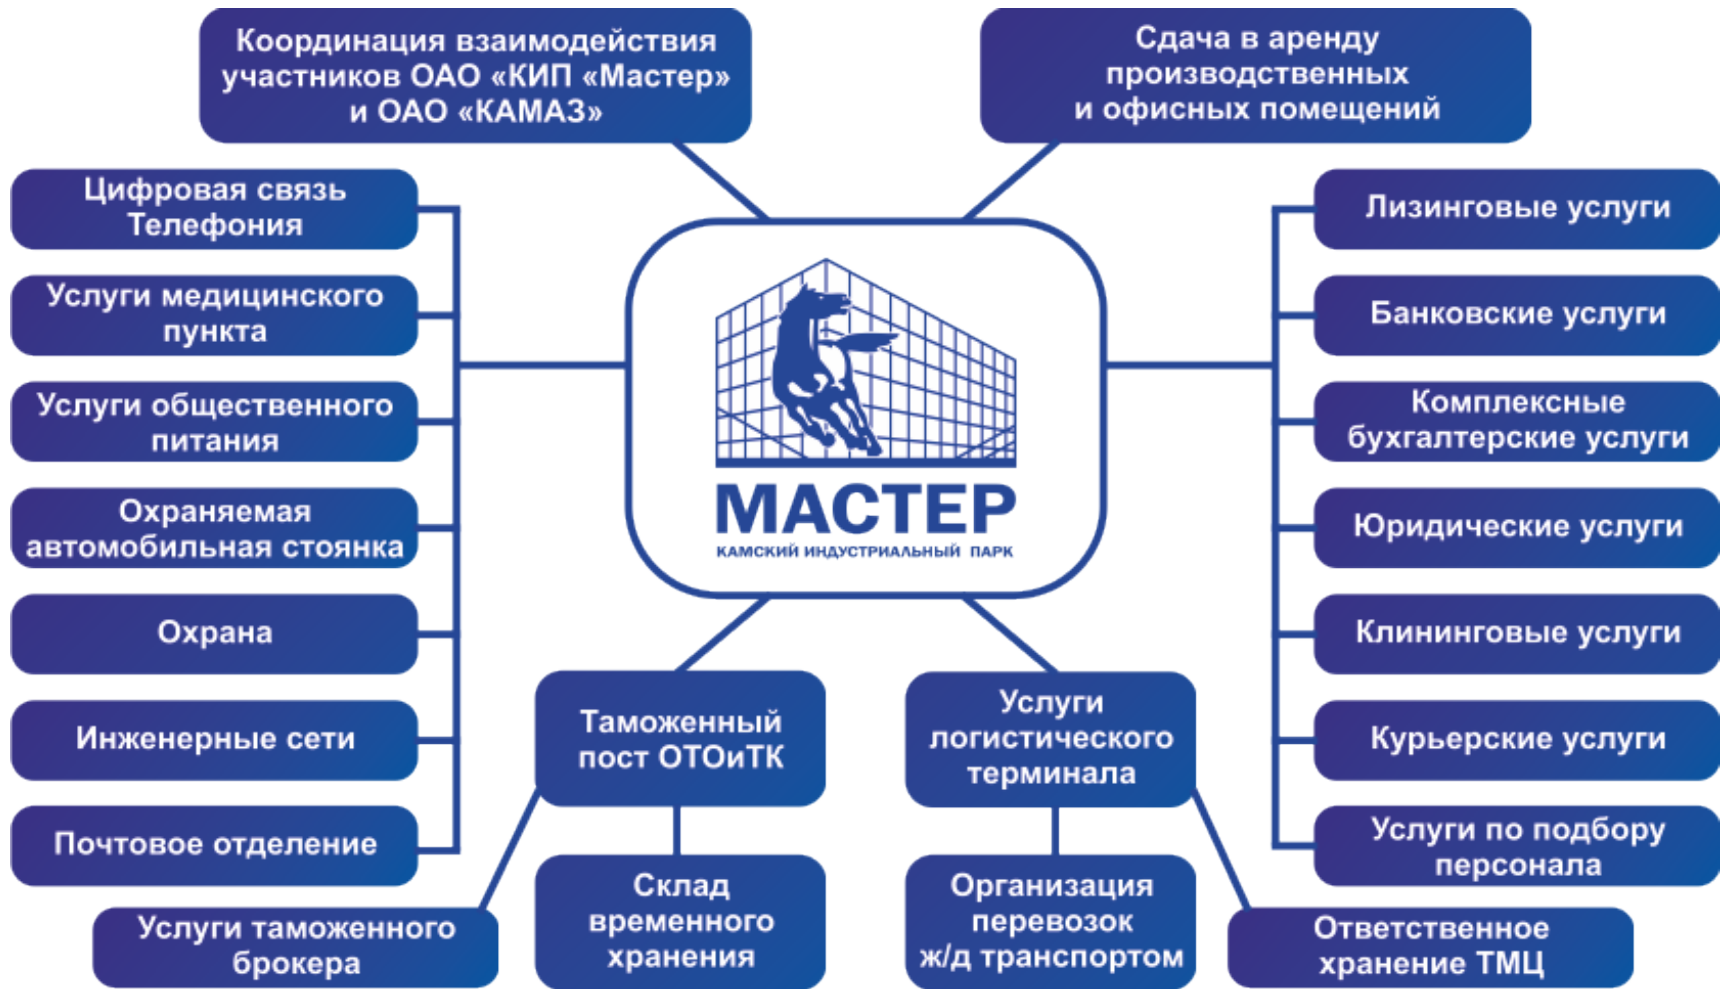 Координация взаимодействия
участников ОАО «КИП «Мастер»
и ОАО «КАМАЗ»
Сдача в аренду
производственных
и офисных помещений
Цифровая связь
Телефония
Услуги медицинского
пункта
Услуги общественного
питания
Охраняемая
автомобильная стоянка
Охрана
Инженерные сети
Почтовое отделение
МАСТЕР
КАМСКИЙ ИНДУСТРИАЛЬНЫЙ ПАРК
Лизинговые услуги
Банковские услуги
Комплексные
бухгалтерские услуги
Юридические услуги
Клининговые услуги
Курьерские услуги
Услуги по подбору
персонала
Таможенный
пост ОТОиТК
Услуги
логистического
терминала
Услуги таможенного
брокера
Склад
временного
хранения
Организация
перевозок
ж/д транспортом
Ответственное
хранение ТМЦ